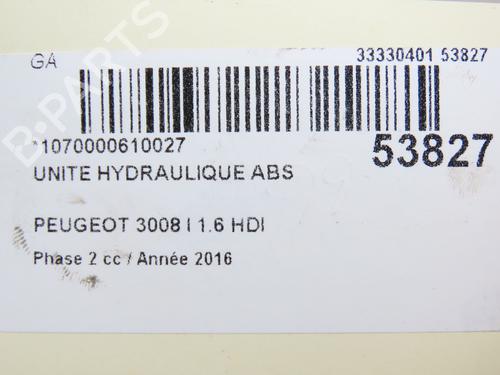 GA
33330401 53827
*1070000610027
53827
UNITE HYDRAULIQUE ABS
PEUGEOT 3008 I 1.6 HDI
Phase 2 cc / Année 2016
B-PARTS